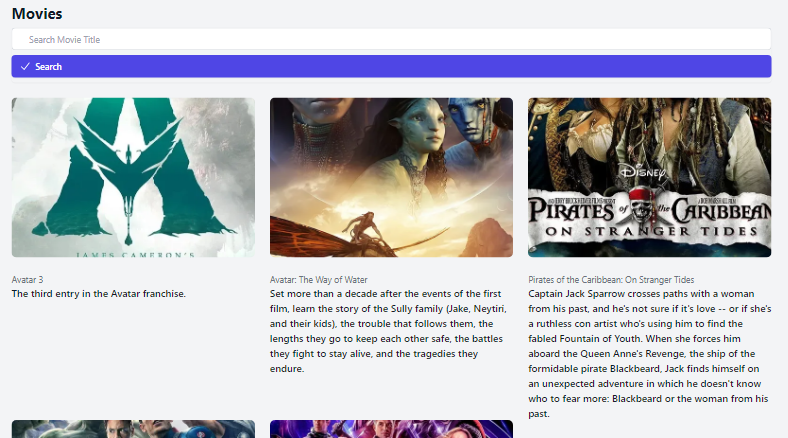 Movies
Search Movie Title
Search
JAMES CAMERON'S
DISNEY
PIRATES of the CARIBBEAN
ON STRANGER TIDES
Avatar 3
The third entry in the Avatar franchise.
Avatar: The Way of Water
Set more than a decade after the events of the first
film, learn the story of the Sully family (Jake, Neytiri,
and their kids), the trouble that follows them, the
lengths they go to keep each other safe, the battles
they fight to stay alive, and the tragedies they
endure.
Pirates of the Caribbean: On Stranger Tides
Captain Jack Sparrow crosses paths with a woman
from his past, and he's not sure if it's love -- or if she's
a ruthless con artist who's using him to find the
fabled Fountain of Youth. When she forces him
aboard the Queen Anne's Revenge, the ship of the
formidable pirate Blackbeard, Jack finds himself on
an unexpected adventure in which he doesn't know
who to fear more: Blackbeard or the woman from his
past.